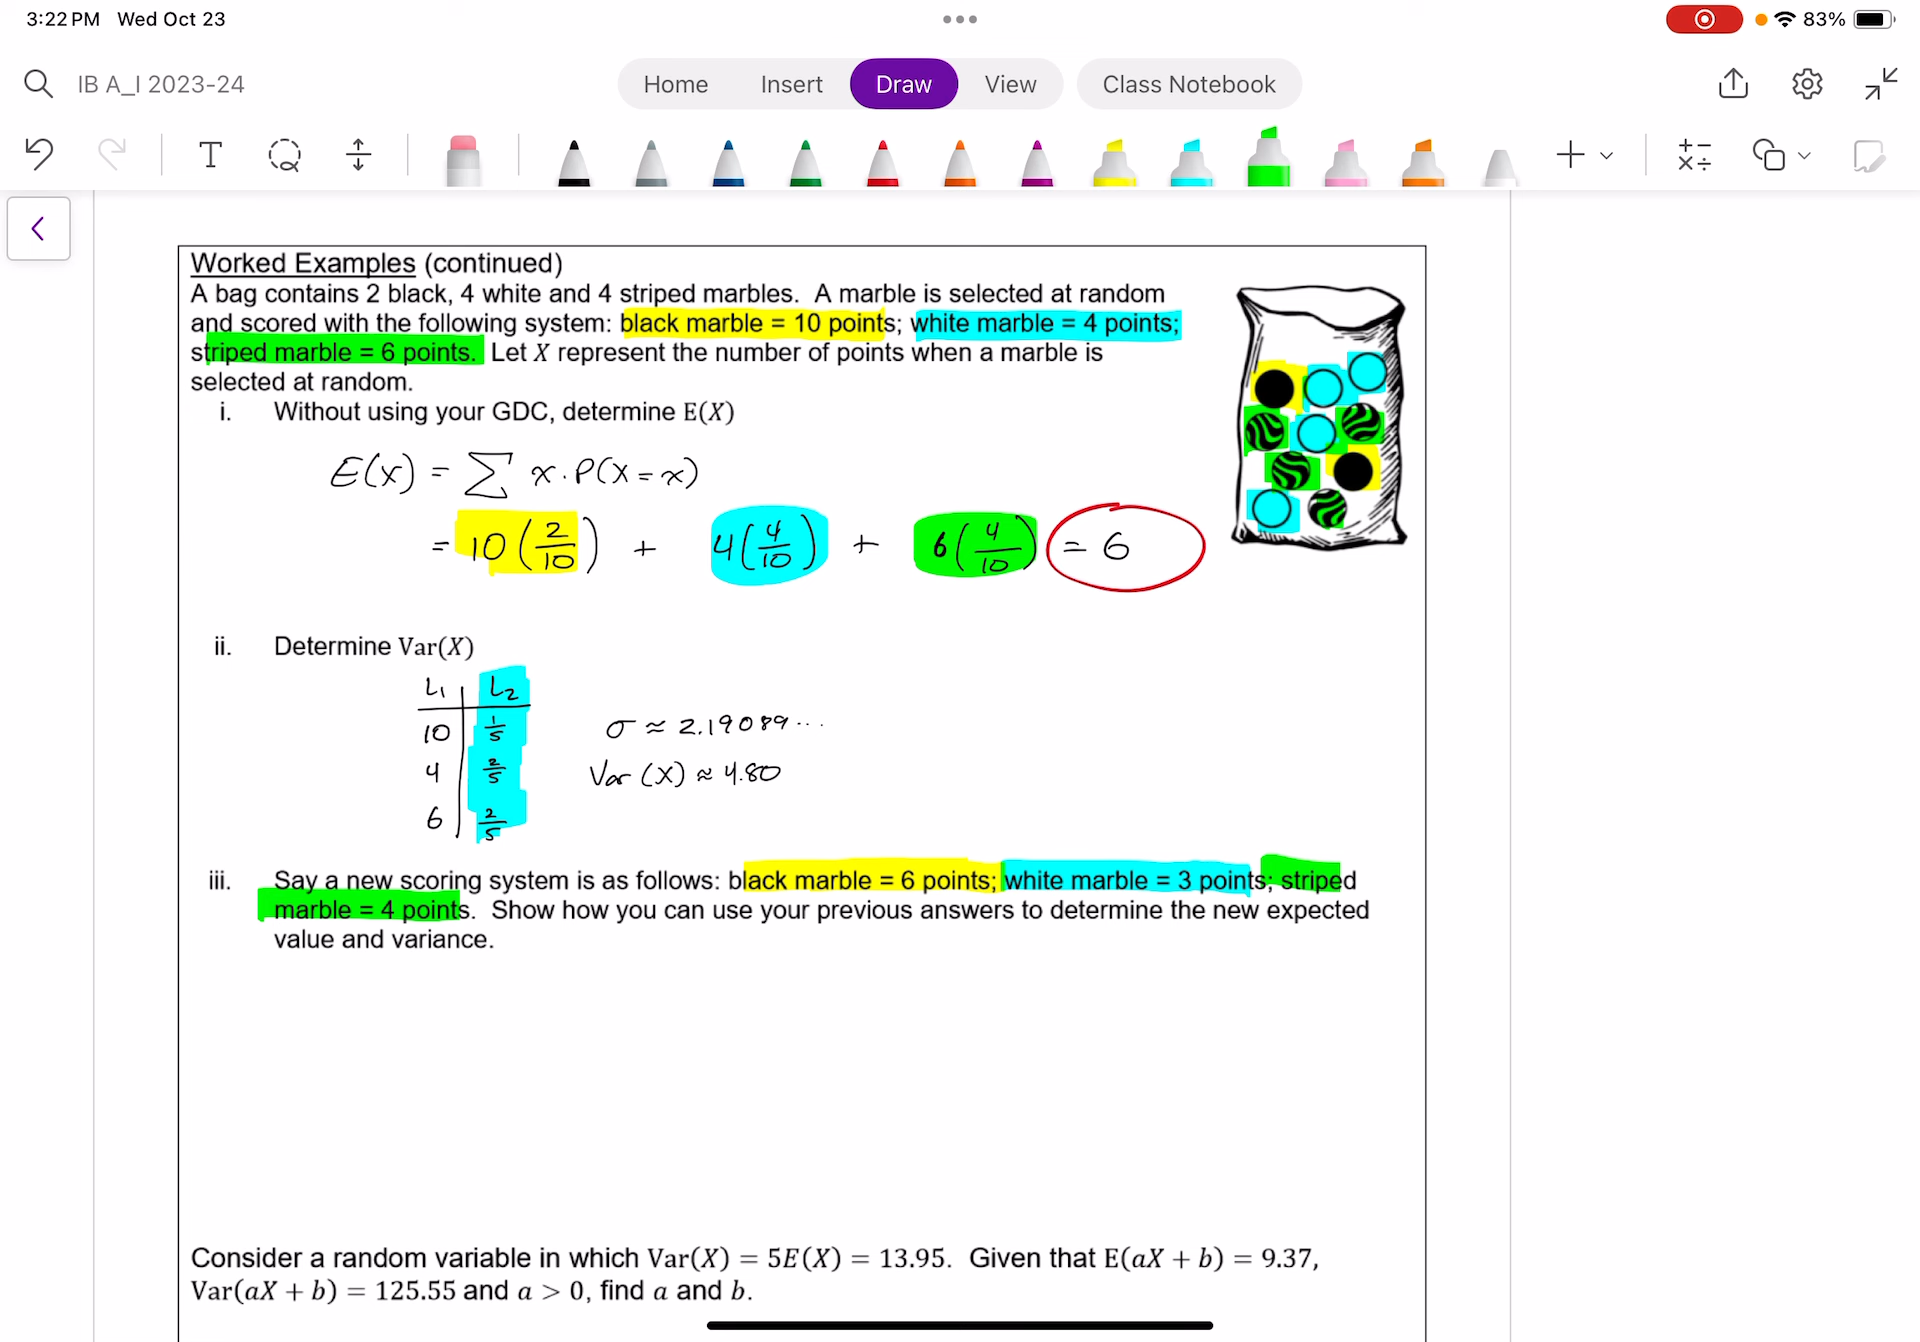 3:22 PM Wed Oct 23
83%
IB A_I 2023-24
Home Insert Draw View Class Notebook
T
Worked Examples (continued)
A bag contains 2 black, 4 white and 4 striped marbles. A marble is selected at random
and scored with the following system: black marble = 10 points; white marble = 4 points;
striped marble = 6 points. Let X represent the number of points when a marble is
selected at random.
i. Without using your GDC, determine E(X)
E(x) = Σ x · P(X = x)
= 10 (2/10) + 4 (4/10) + 6 (4/10) = 6
ii. Determine Var(X)
L1 L2
10 1/5 σ ≈ 2.19089...
4 2/5 Var (X) ≈ 4.80
6 2/5
iii. Say a new scoring system is as follows: black marble = 6 points; white marble = 3 points; striped
marble = 4 points. Show how you can use your previous answers to determine the new expected
value and variance.
Consider a random variable in which Var(X) = 5E(X) = 13.95. Given that E(aX + b) = 9.37,
Var(aX + b) = 125.55 and a > 0, find a and b.